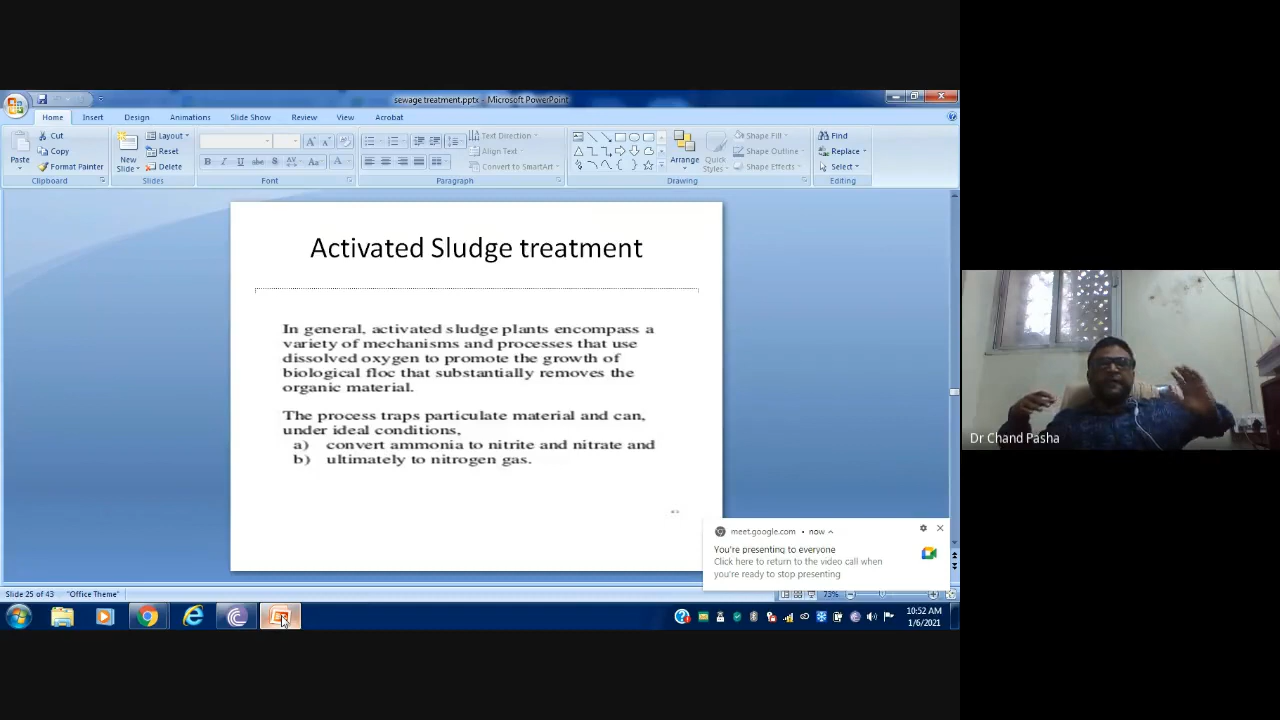 sewage treatment.pptx - Microsoft PowerPoint
Home Insert Design Animations Slide Show Review View Acrobat
Cut Layout Text Direction Shape Fill Find
Paste Copy New Slide Reset Align Text Arrange Quick Styles Shape Outline Replace
Format Painter Delete Convert to SmartArt Shape Effects Select
Clipboard Slides Font Paragraph Drawing Editing
Activated Sludge treatment
In general, activated sludge plants encompass a
variety of mechanisms and processes that use
dissolved oxygen to promote the growth of
biological floc that substantially removes the
organic material.
The process traps particulate material and can,
under ideal conditions,
a) convert ammonia to nitrite and nitrate and
b) ultimately to nitrogen gas.
meet.google.com • now
You're presenting to everyone
Click here to return to the video call when
you're ready to stop presenting
Slide 25 of 43 "Office Theme" 73%
10:52 AM
1/6/2021
Dr Chand Pasha